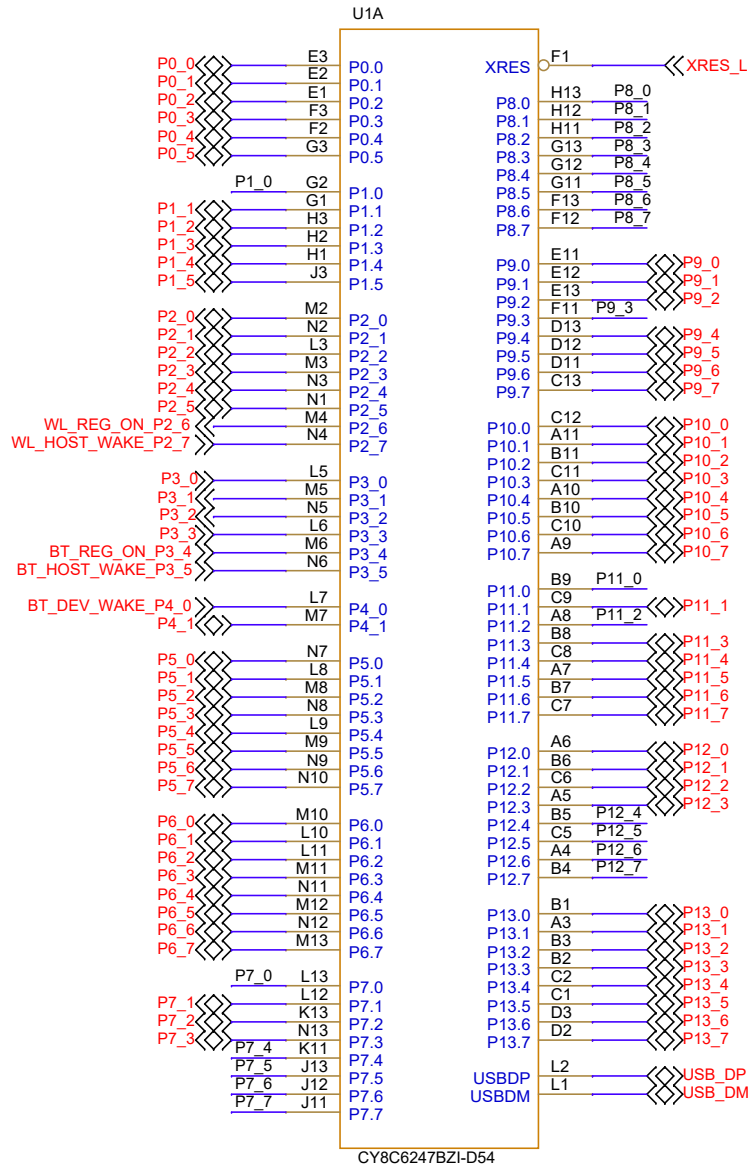 U1A
P0_0 E3 P0.0
P0_1 E2 P0.1
P0_2 E1 P0.2
P0_3 F3 P0.3
P0_4 F2 P0.4
P0_5 G3 P0.5
P1_0 G2 P1.0
P1_1 G1 P1.1
P1_2 H3 P1.2
P1_3 H2 P1.3
P1_4 H1 P1.4
P1_5 J3 P1.5
P2_0 M2 P2_0
P2_1 N2 P2_1
P2_2 L3 P2_2
P2_3 M3 P2_3
P2_4 N3 P2_4
P2_5 N1 P2_5
WL_REG_ON_P2_6 M4 P2_6
WL_HOST_WAKE_P2_7 N4 P2_7
P3_0 L5 P3_0
P3_1 M5 P3_1
P3_2 N5 P3_2
P3_3 L6 P3_3
BT_REG_ON_P3_4 M6 P3_4
BT_HOST_WAKE_P3_5 N6 P3_5
BT_DEV_WAKE_P4_0 L7 P4_0
P4_1 M7 P4_1
P5_0 N7 P5.0
P5_1 L8 P5.1
P5_2 M8 P5.2
P5_3 N8 P5.3
P5_4 L9 P5.4
P5_5 M9 P5.5
P5_6 N9 P5.6
P5_7 N10 P5.7
P6_0 M10 P6.0
P6_1 L10 P6.1
P6_2 L11 P6.2
P6_3 M11 P6.3
P6_4 N11 P6.4
P6_5 M12 P6.5
P6_6 N12 P6.6
P6_7 M13 P6.7
P7_0 L13 P7.0
P7_1 L12 P7.1
P7_2 K13 P7.2
P7_3 N13 P7.3
P7_4 K11 P7.4
P7_5 J13 P7.5
P7_6 J12 P7.6
P7_7 J11 P7.7
XRES F1 XRES_L
P8.0 H13 P8_0
P8.1 H12 P8_1
P8.2 H11 P8_2
P8.3 G13 P8_3
P8.4 G12 P8_4
P8.5 G11 P8_5
P8.6 F13 P8_6
P8.7 F12 P8_7
P9.0 E11 P9_0
P9.1 E12 P9_1
P9.2 E13 P9_2
P9.3 F11 P9_3
P9.4 D13 P9_4
P9.5 D12 P9_5
P9.6 D11 P9_6
P9.7 C13 P9_7
P10.0 C12 P10_0
P10.1 A11 P10_1
P10.2 B11 P10_2
P10.3 C11 P10_3
P10.4 A10 P10_4
P10.5 B10 P10_5
P10.6 C10 P10_6
P10.7 A9 P10_7
P11.0 B9 P11_0
P11.1 C9 P11_1
P11.2 A8 P11_2
P11.3 B8 P11_3
P11.4 C8 P11_4
P11.5 A7 P11_5
P11.6 B7 P11_6
P11.7 C7 P11_7
P12.0 A6 P12_0
P12.1 B6 P12_1
P12.2 C6 P12_2
P12.3 A5 P12_3
P12.4 B5 P12_4
P12.5 C5 P12_5
P12.6 A4 P12_6
P12.7 B4 P12_7
P13.0 B1 P13_0
P13.1 A3 P13_1
P13.2 B3 P13_2
P13.3 B2 P13_3
P13.4 C2 P13_4
P13.5 C1 P13_5
P13.6 D3 P13_6
P13.7 D2 P13_7
USBDP L2 USB_DP
USBDM L1 USB_DM
CY8C6247BZI-D54